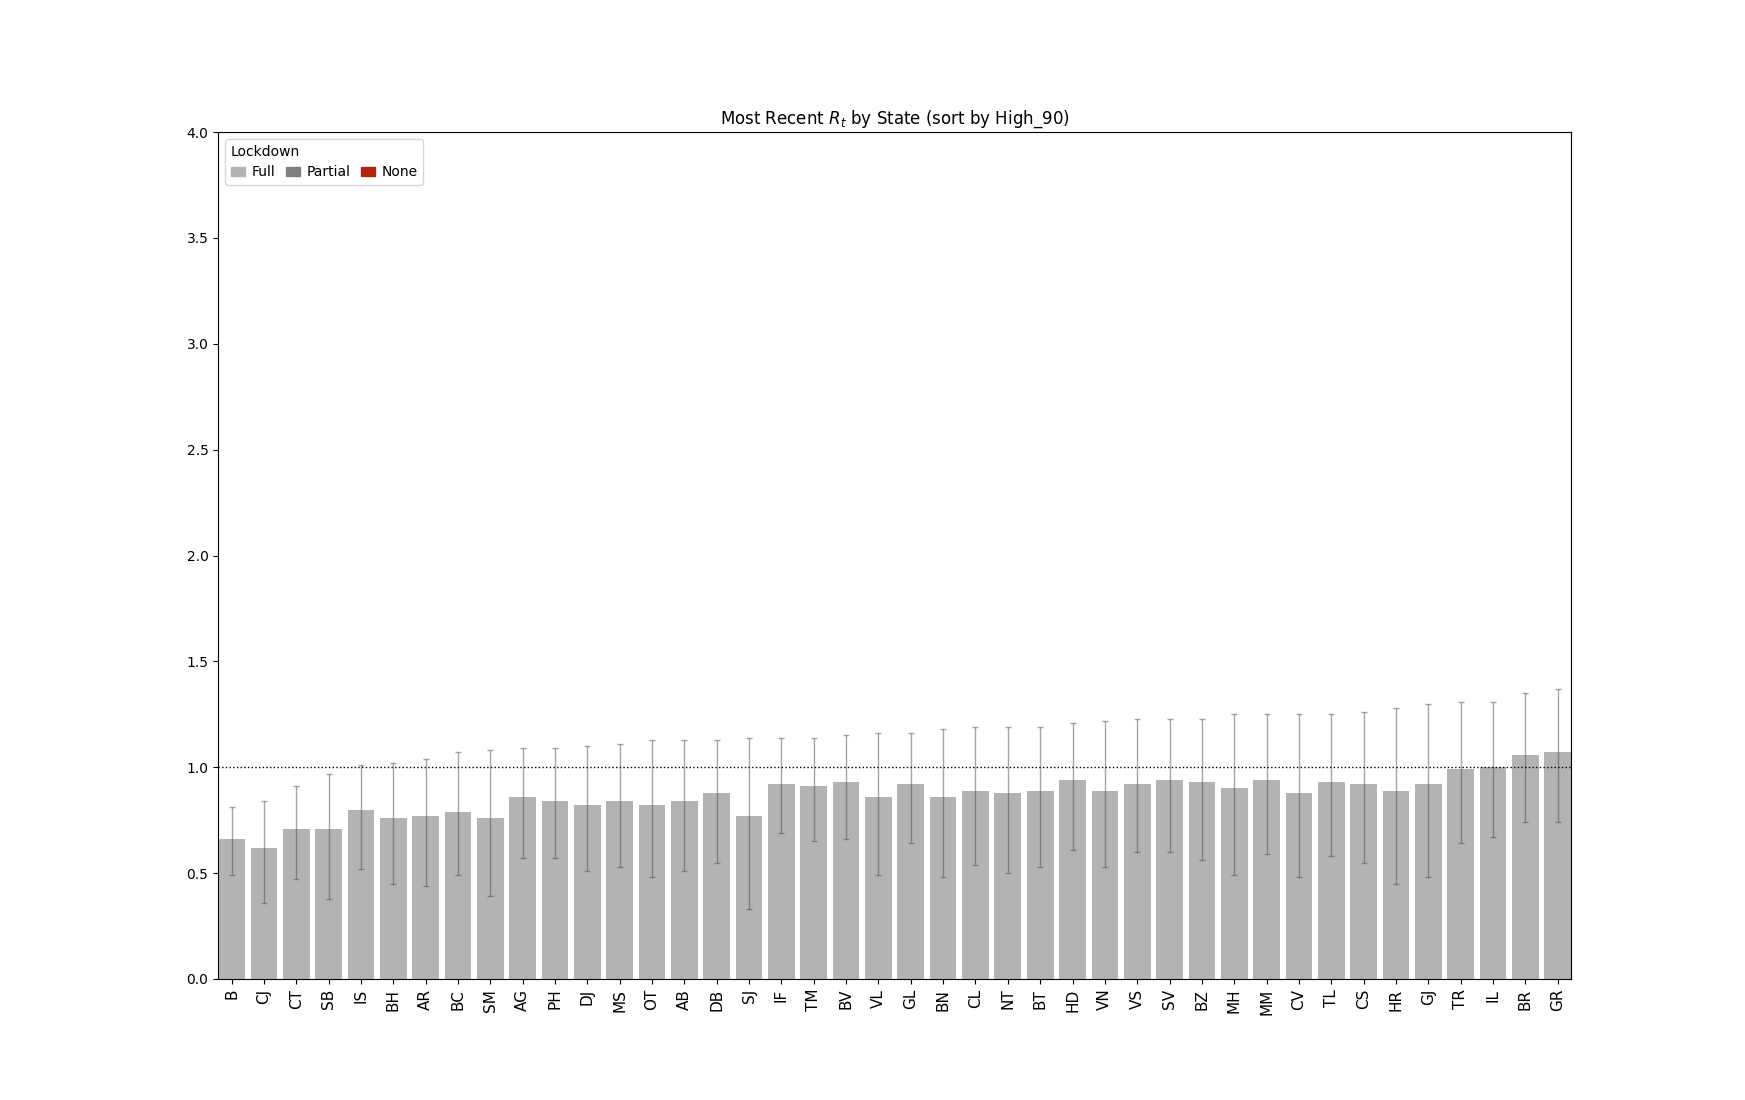 Most Recent Rt by State (sort by High_90)
4.0
Lockdown
Full Partial None
3.5
3.0
2.5
2.0
1.5
1.0
0.5
0.0
B CJ CT SB IS BH AR BC SM AG PH DJ MS OT AB DB SJ IF TM BV VL GL BN CL NT BT HD VN VS SV BZ MH MM CV TL CS HR GJ TR IL BR GR